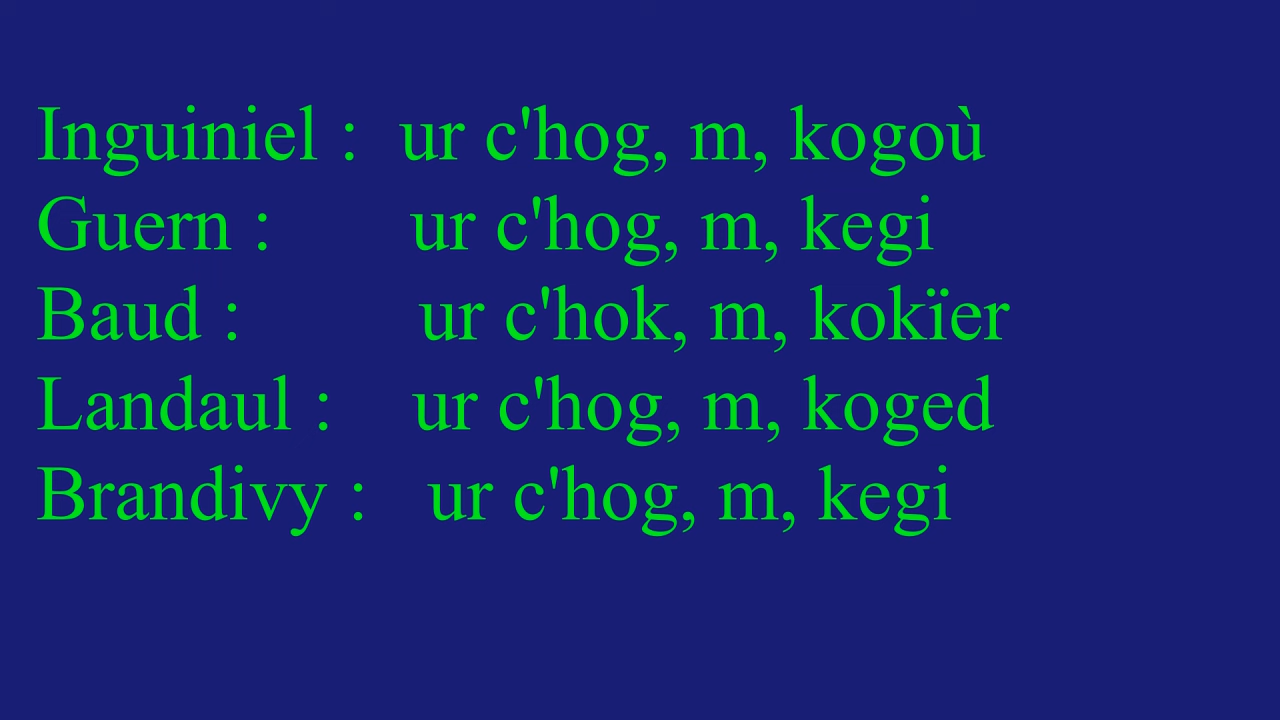 Inguiniel : ur c'hog, m, kogoù
Guern : ur c'hog, m, kegi
Baud : ur c'hok, m, kokïer
Landaul : ur c'hog, m, koged
Brandivy : ur c'hog, m, kegi